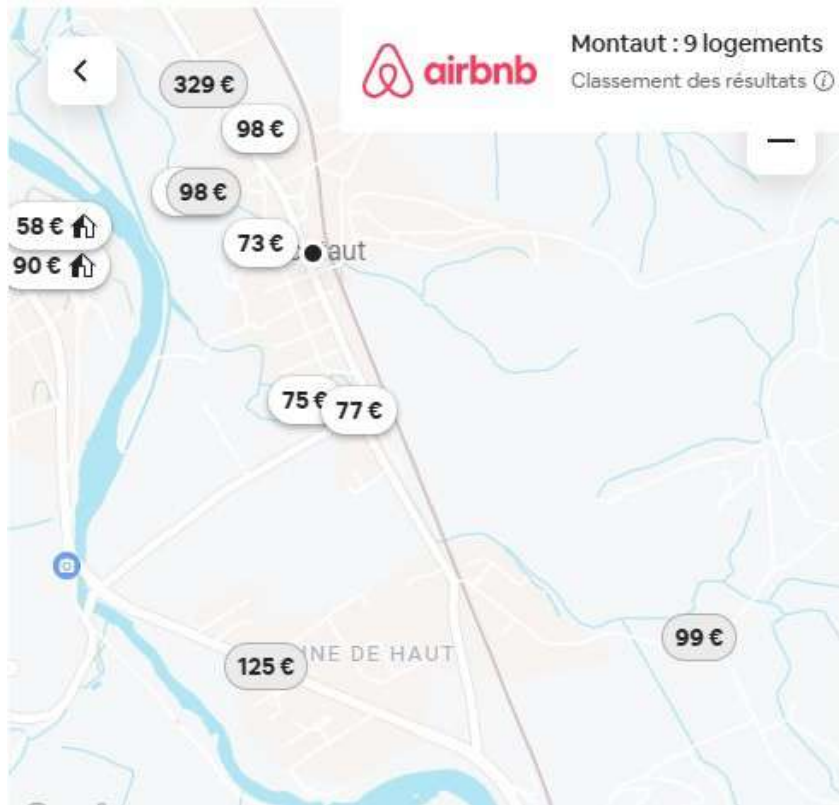 airbnb
Montaut : 9 logements
Classement des résultats
329 €
98 €
98 €
58 €
73 €
aut
90 €
75 €
77 €
99 €
125 €
NE DE HAUT